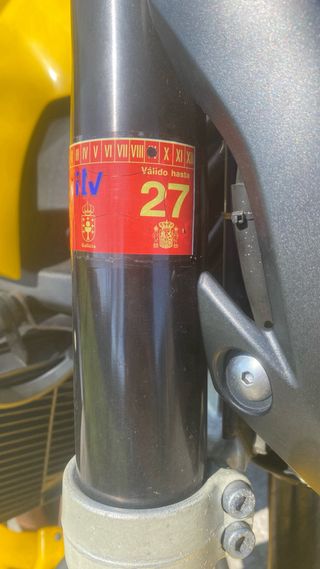 III IV V VI VII VIII X XI XII
Válido hasta
itv
27
Galicia